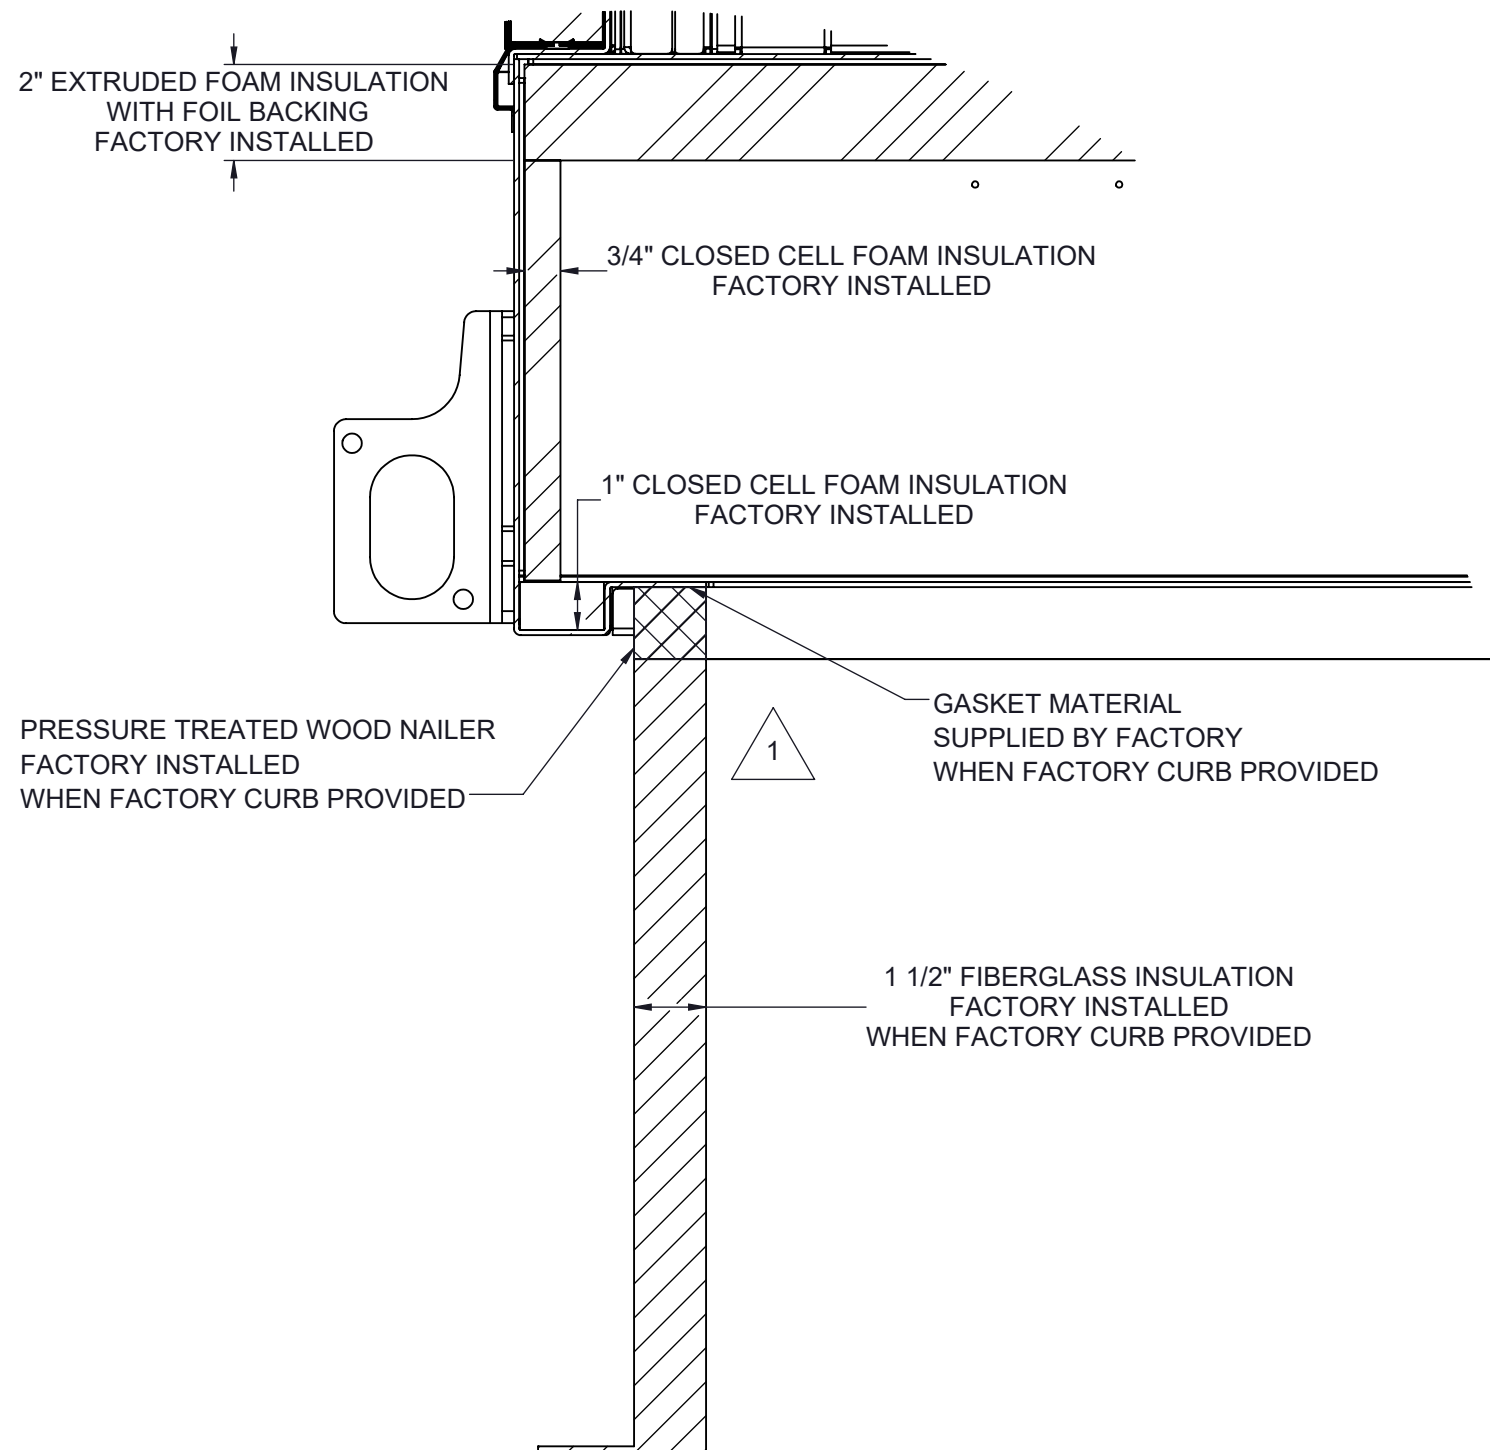 2" EXTRUDED FOAM INSULATION
WITH FOIL BACKING
FACTORY INSTALLED
3/4" CLOSED CELL FOAM INSULATION
FACTORY INSTALLED
1" CLOSED CELL FOAM INSULATION
FACTORY INSTALLED
PRESSURE TREATED WOOD NAILER
FACTORY INSTALLED
WHEN FACTORY CURB PROVIDED
1
GASKET MATERIAL
SUPPLIED BY FACTORY
WHEN FACTORY CURB PROVIDED
1 1/2" FIBERGLASS INSULATION
FACTORY INSTALLED
WHEN FACTORY CURB PROVIDED